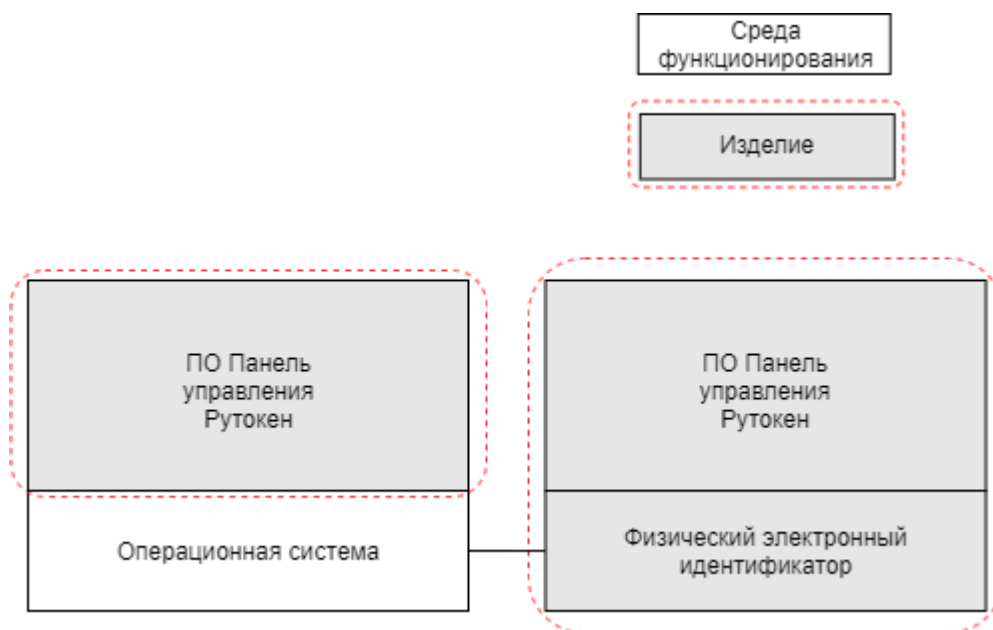 Среда
функционирования
Изделие
ПО Панель
управления
Рутокен
ПО Панель
управления
Рутокен
Операционная система
Физический электронный
идентификатор